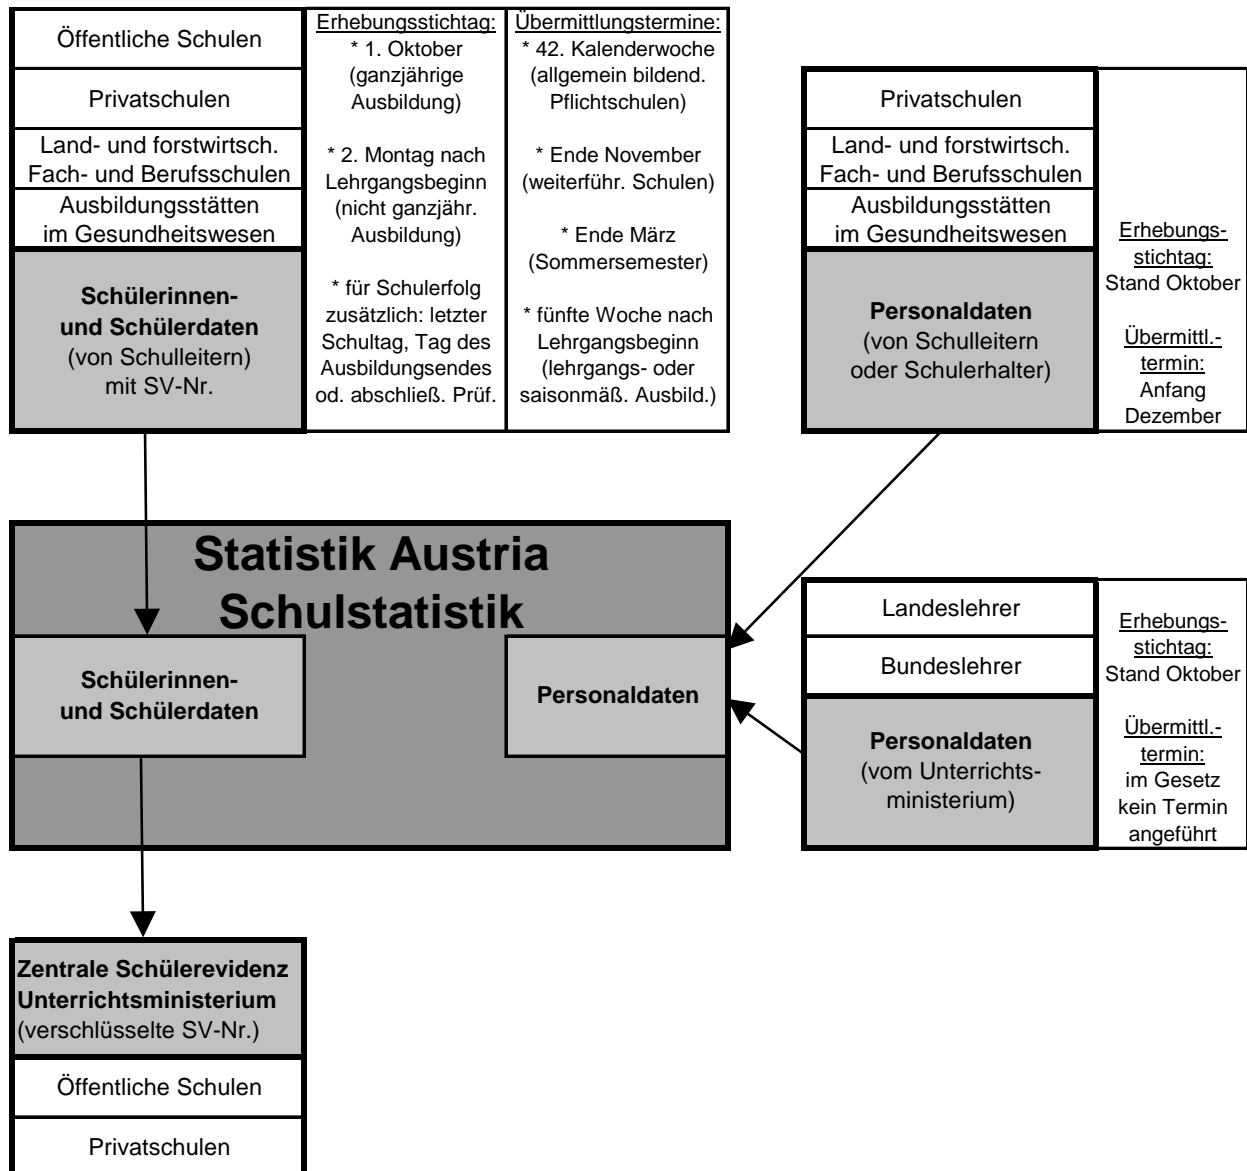 Öffentliche Schulen
Privatschulen
Land- und forstwirtsch.
Fach- und Berufsschulen
Ausbildungsstätten
im Gesundheitswesen
Schülerinnen-
und Schülerdaten
(von Schulleitern)
mit SV-Nr.
Erhebungsstichtag:
* 1. Oktober
(ganzjährige
Ausbildung)
* 2. Montag nach
Lehrgangsbeginn
(nicht ganzjähr.
Ausbildung)
* für Schulerfolg
zusätzlich: letzter
Schultag, Tag des
Ausbildungsendes
od. abschließ. Prüf.
Übermittlungstermine:
* 42. Kalenderwoche
(allgemein bildend.
Pflichtschulen)
* Ende November
(weiterführ. Schulen)
* Ende März
(Sommersemester)
* fünfte Woche nach
Lehrgangsbeginn
(lehrgangs- oder
saisonmäß. Ausbild.)
Privatschulen
Land- und forstwirtsch.
Fach- und Berufsschulen
Ausbildungsstätten
im Gesundheitswesen
Personaldaten
(von Schulleitern
oder Schulerhalter)
Erhebungs-
stichtag:
Stand Oktober
Übermittl.-
termin:
Anfang
Dezember
Statistik Austria
Schulstatistik
Schülerinnen-
und Schülerdaten
Personaldaten
Landeslehrer
Bundeslehrer
Personaldaten
(vom Unterrichts-
ministerium)
Erhebungs-
stichtag:
Stand Oktober
Übermittl.-
termin:
im Gesetz
kein Termin
angeführt
Zentrale Schülerevidenz
Unterrichtsministerium
(verschlüsselte SV-Nr.)
Öffentliche Schulen
Privatschulen